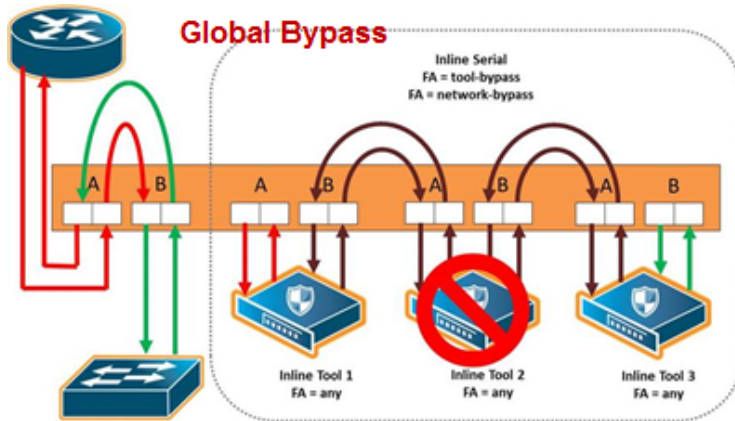 Global Bypass
Inline Serial
FA = tool-bypass
FA = network-bypass
A B A B A B A B
Inline Tool 1
FA = any
Inline Tool 2
FA = any
Inline Tool 3
FA = any